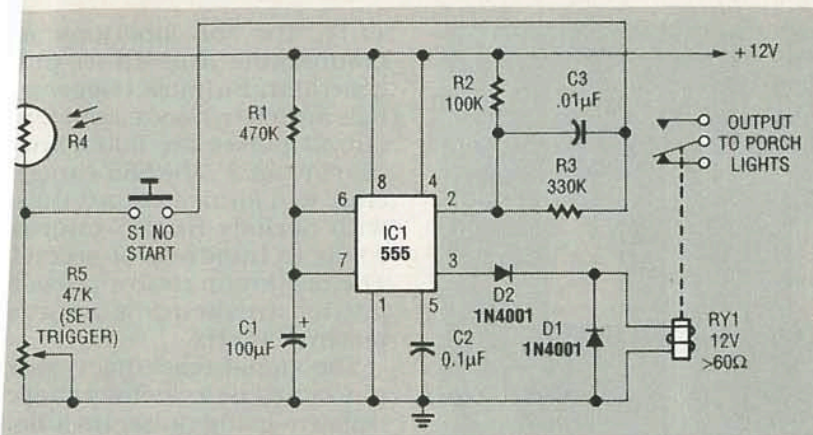 +12V
R4
R1
470K
R2
100K
C3
.01µF
OUTPUT
TO PORCH
LIGHTS
S1 NO
START
R3
330K
6
8
4
2
7
3
1
5
IC1
555
R5
47K
(SET
TRIGGER)
C1
100µF
+
C2
0.1µF
D2
1N4001
D1
1N4001
RY1
12V
>60Ω